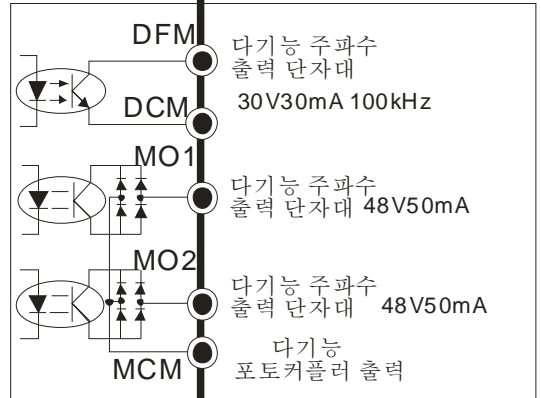 DFM
다기능 주파수
출력 단자대
DCM
30V30mA 100kHz
MO1
다기능 주파수
출력 단자대 48V50mA
MO2
다기능 주파수
출력 단자대 48V50mA
MCM
다기능
포토커플러 출력